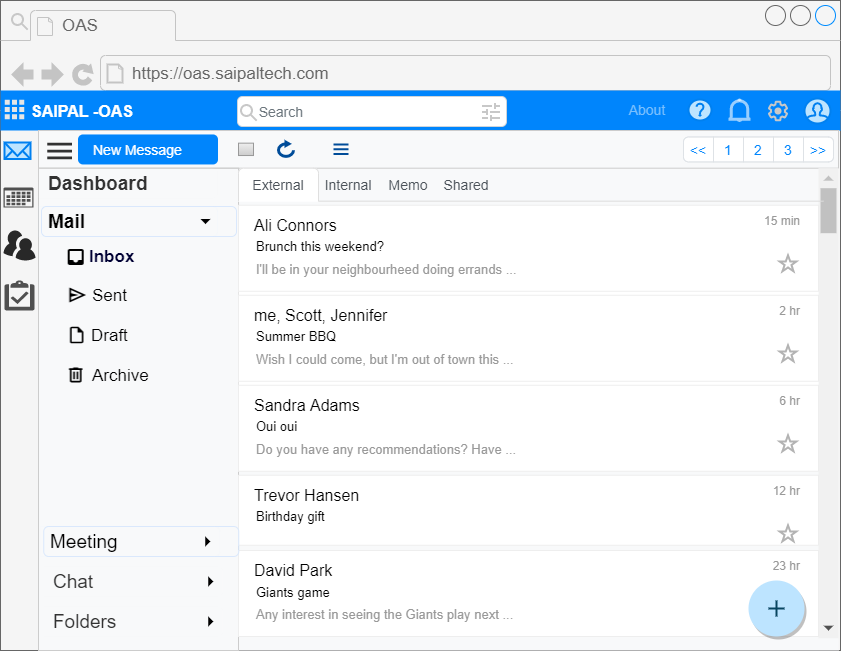 OAS
https://oas.saipaltech.com
SAIPAL -OAS
Search
About
?
New Message
<< 1 2 3 >>
Dashboard
Mail
Inbox
Sent
Draft
Archive
Meeting
Chat
Folders
External Internal Memo Shared
Ali Connors 15 min
Brunch this weekend?
I'll be in your neighbourheed doing errands ...
me, Scott, Jennifer 2 hr
Summer BBQ
Wish I could come, but I'm out of town this ...
Sandra Adams 6 hr
Oui oui
Do you have any recommendations? Have ...
Trevor Hansen 12 hr
Birthday gift
David Park 23 hr
Giants game
Any interest in seeing the Giants play next ...
+